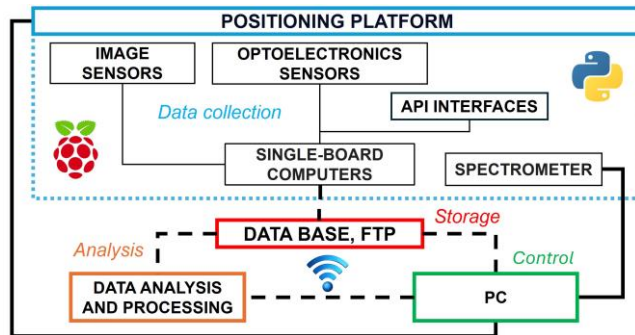 POSITIONING PLATFORM
IMAGE
SENSORS
OPTOELECTRONICS
SENSORS
Data collection
API INTERFACES
SINGLE-BOARD
COMPUTERS
SPECTROMETER
Storage
DATA BASE, FTP
Analysis
Control
DATA ANALYSIS
AND PROCESSING
PC